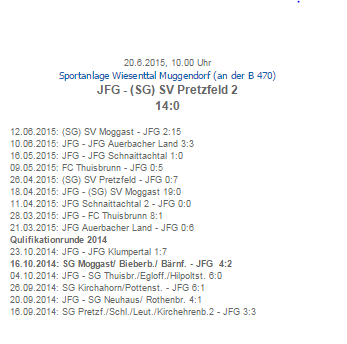 20.6.2015, 10.00 Uhr
Sportanlage Wiesenttal Muggendorf (an der B 470)
JFG - (SG) SV Pretzfeld 2
14:0
12.06.2015: (SG) SV Moggast - JFG 2:15
10.06.2015: JFG - JFG Auerbacher Land 3:3
16.05.2015: JFG - JFG Schnaittachtal 1:0
09.05.2015: FC Thuisbrunn - JFG 0:5
26.04.2015: (SG) SV Pretzfeld - JFG 0:7
18.04.2015: JFG - (SG) SV Moggast 19:0
11.04.2015: JFG Schnaittachtal 2 - JFG 0:0
28.03.2015: JFG - FC Thuisbrunn 8:1
21.03.2015: JFG Auerbacher Land - JFG 0:6
Qulifikationrunde 2014
23.10.2014: JFG - JFG Klumpertal 1:7
16.10.2014: SG Moggast/ Bieberb./ Bärnf. - JFG 4:2
04.10.2014: JFG - SG Thuisbr./Egloff./Hilpoltst. 6:0
26.09.2014: SG Kirchahorn/Pottenst. - JFG 6:1
20.09.2014: JFG - SG Neuhaus/ Rothenbr. 4:1
16.09.2014: SG Pretzf./Schl./Leut./Kirchehrenb.2 - JFG 3:3